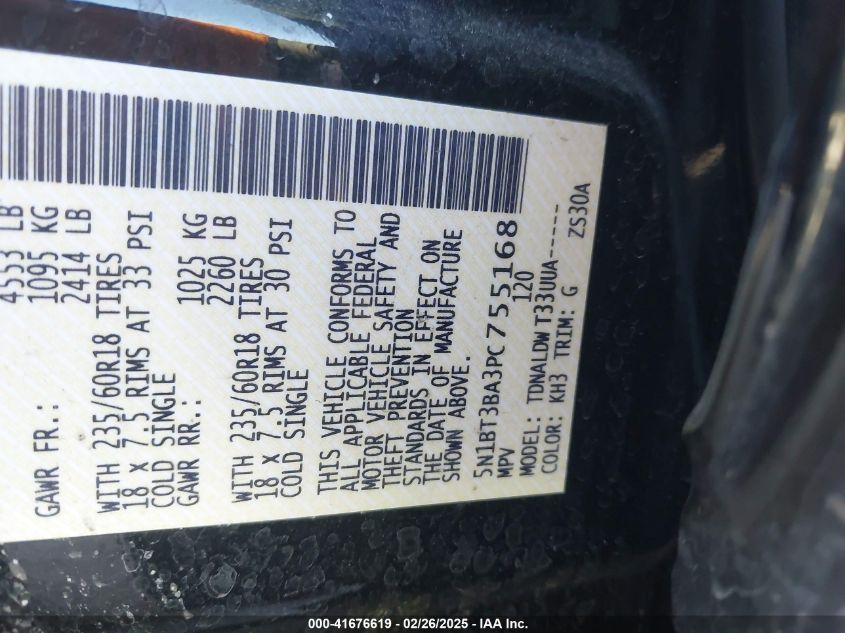 4553 LB
GAWR FR.: 1095 KG
2414 LB
WITH 235/60R18 TIRES
18 X 7.5 RIMS AT 33 PSI
COLD SINGLE
GAWR RR.: 1025 KG
2260 LB
WITH 235/60R18 TIRES
18 X 7.5 RIMS AT 30 PSI
COLD SINGLE
THIS VEHICLE CONFORMS TO
ALL APPLICABLE FEDERAL
MOTOR VEHICLE SAFETY AND
THEFT PREVENTION
STANDARDS IN EFFECT ON
THE DATE OF MANUFACTURE
SHOWN ABOVE.
5N1BT3BA3PC755168
MPV 120
MODEL: TDNALDW T33UUA-----
COLOR: KH3 TRIM: G ZS30A
000-41676619 - 02/26/2025 - IAA Inc.